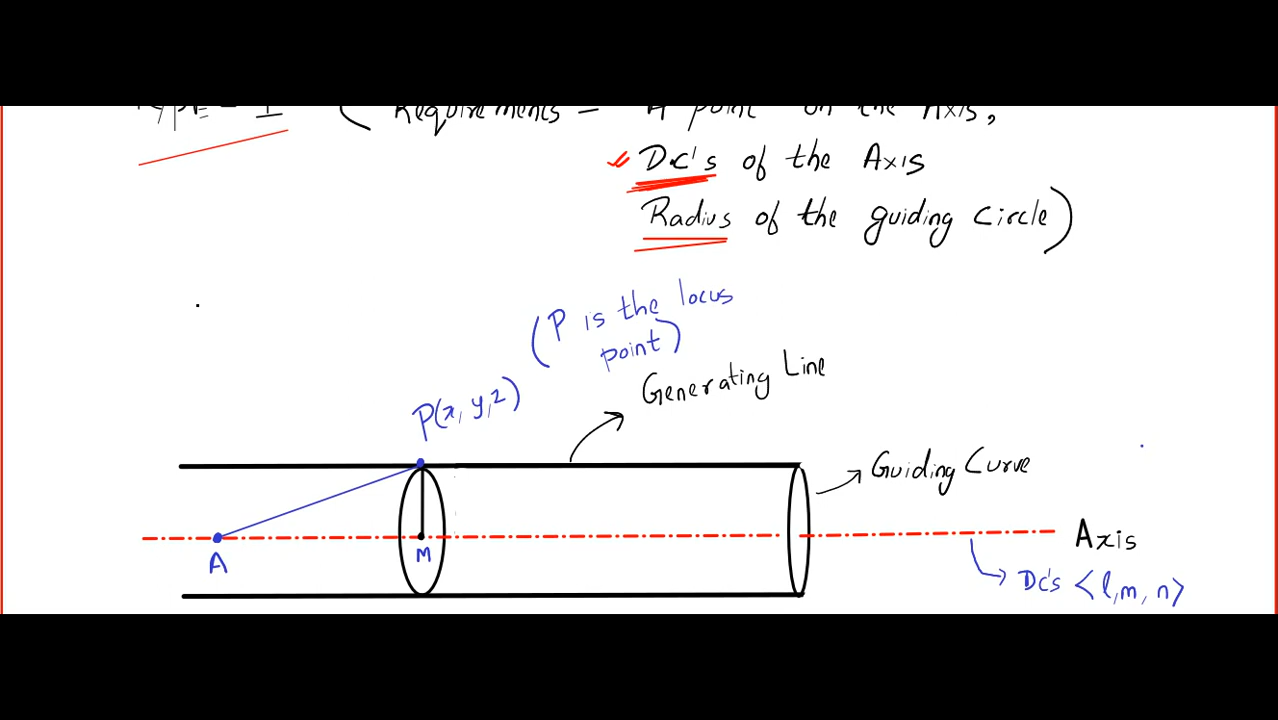 Type - I (Requirements - A point on the Axis,
Dc's of the Axis
Radius of the guiding circle)
(P is the locus
point)
Generating Line
P(x, y, z)
Guiding Curve
Axis
A
M
Dc's <l, m, n>